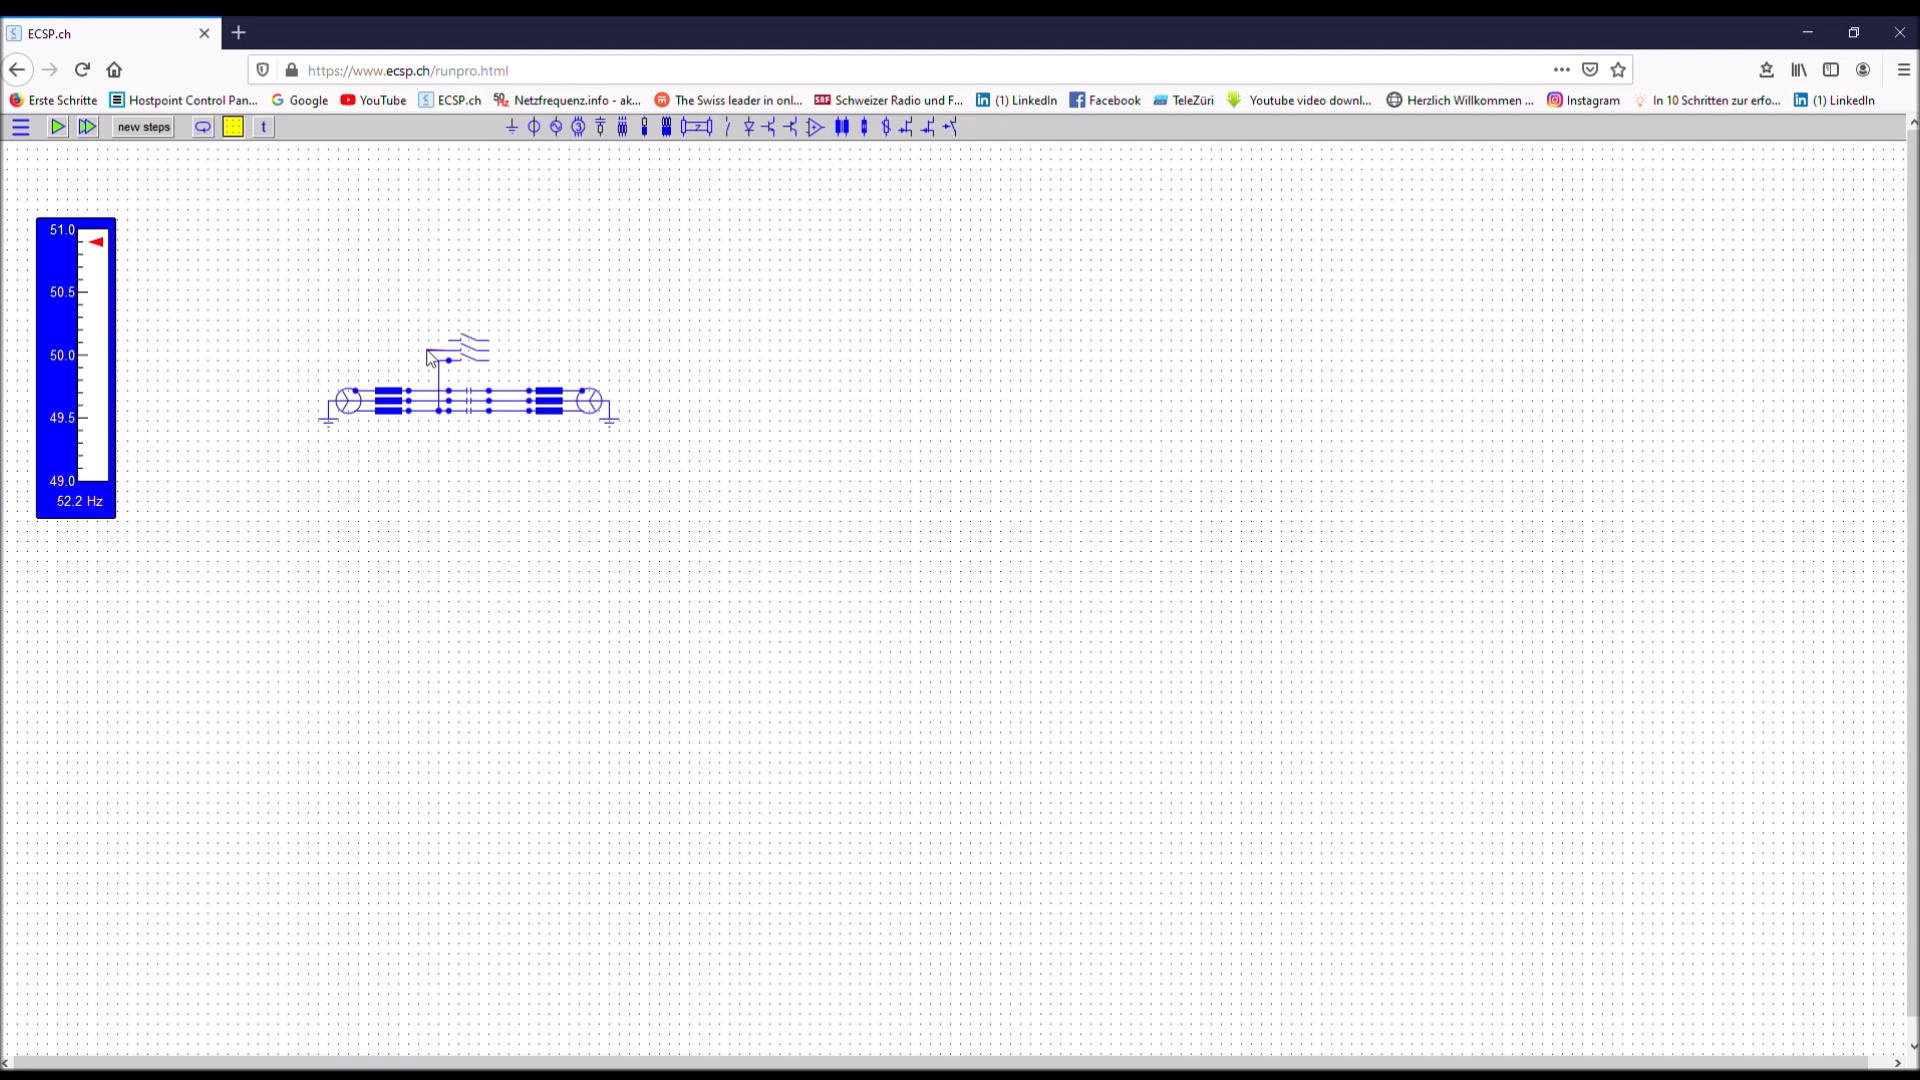 ECSP.ch
https://www.ecsp.ch/runpro.html
Erste Schritte Hostpoint Control Pan... Google YouTube ECSP.ch Netzfrequenz.info - ak... The Swiss leader in onl... SRF Schweizer Radio und F... (1) LinkedIn Facebook TeleZüri Youtube video downl... Herzlich Willkommen ... Instagram In 10 Schritten zur erfo... (1) LinkedIn
new steps t
51.0
50.5
50.0
49.5
49.0
52.2 Hz